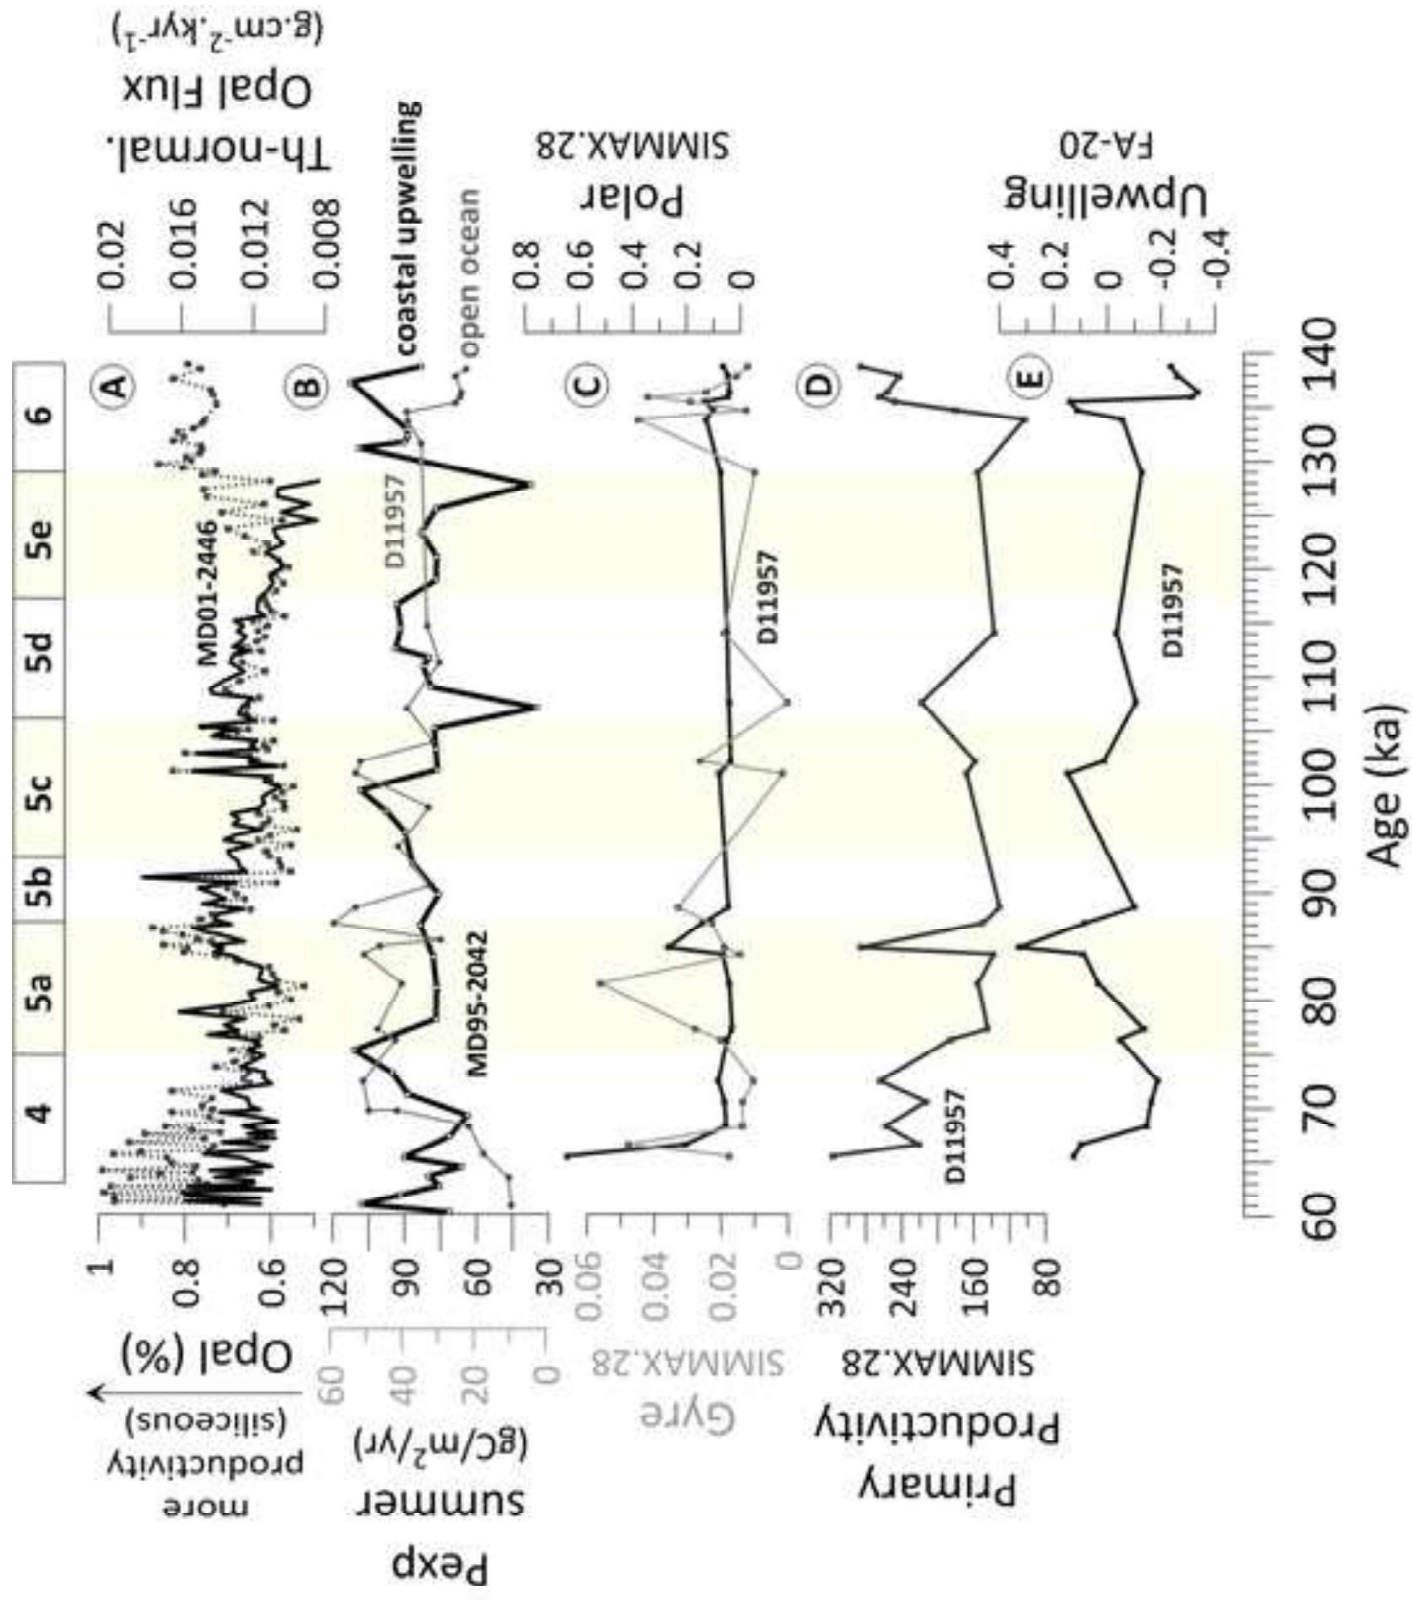 4
5a
5b
5c
5d
5e
6
more
productivity
(siliceous)
Opal (%)
1
0.8
0.6
MD01-2446
A
Th-normal.
Opal Flux
(g.cm⁻².kyr⁻¹)
0.02
0.016
0.012
0.008
Pexp
summer
(gC/m²/yr)
60
40
20
0
120
90
60
30
MD95-2042
D11957
B
coastal upwelling
open ocean
Gyre
SIMMAX.28
0.06
0.04
0.02
0
D11957
C
Polar
SIMMAX.28
0.8
0.6
0.4
0.2
0
Primary
Productivity
SIMMAX.28
320
240
160
80
D11957
D
E
D11957
Upwelling
FA-20
0.4
0.2
0
-0.2
-0.4
60
70
80
90
100
110
120
130
140
Age (ka)